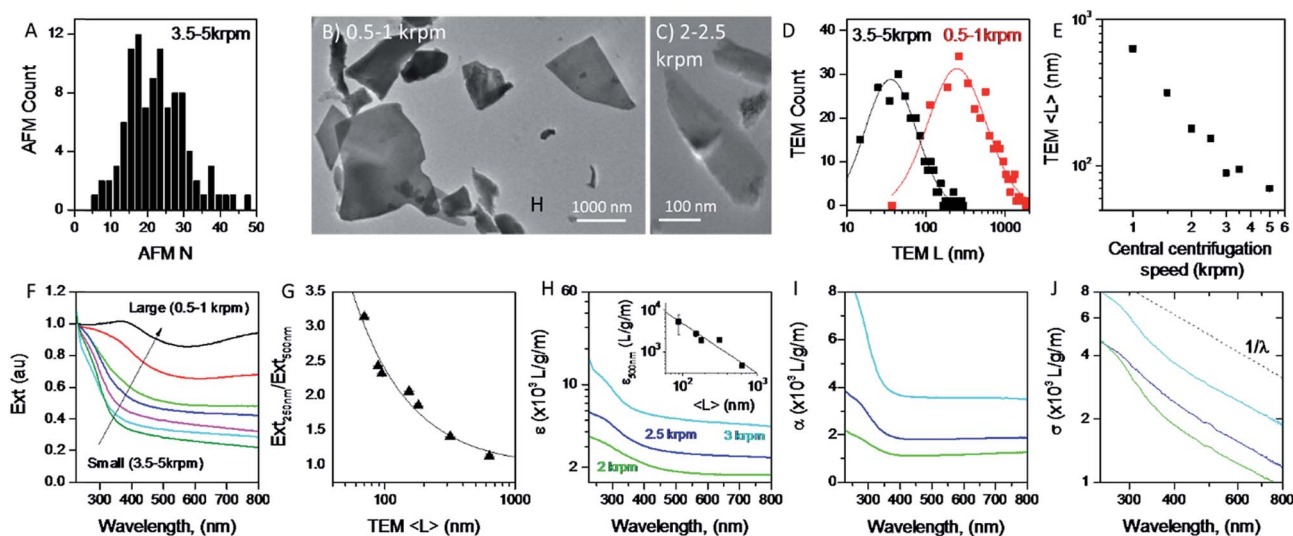 A
3.5-5krpm
12
8
4
0
0 10 20 30 40 50
AFM Count
AFM N
B) 0.5-1 krpm
H
1000 nm
C) 2-2.5
krpm
100 nm
D
3.5-5krpm 0.5-1krpm
40
30
20
10
0
10 100 1000
TEM Count
TEM L (nm)
E
10³
10²
1 2 3 4 5 6
TEM <L> (nm)
Central centrifugation
speed (krpm)
F
1.2
1.0
0.8
0.6
0.4
0.2
0.0
Large (0.5-1 krpm)
Small (3.5-5krpm)
300 400 500 600 700 800
Ext (au)
Wavelength, (nm)
G
3.5
3.0
2.5
2.0
1.5
1.0
100 1000
Ext250nm/Ext500nm
TEM <L> (nm)
H
60
10
2
ε (x10³ L/g/m)
10⁴
10³
10² 10³
ε500nm (L/g/m)
<L> (nm)
2.5 krpm
3 krpm
2 krpm
300 400 500 600 700 800
Wavelength, (nm)
I
8
6
4
2
0
α (x10³ L/g/m)
300 400 500 600 700 800
Wavelength, (nm)
J
8
6
4
2
1
1/λ
σ (x10³ L/g/m)
300 400 500 600 800
Wavelength, (nm)